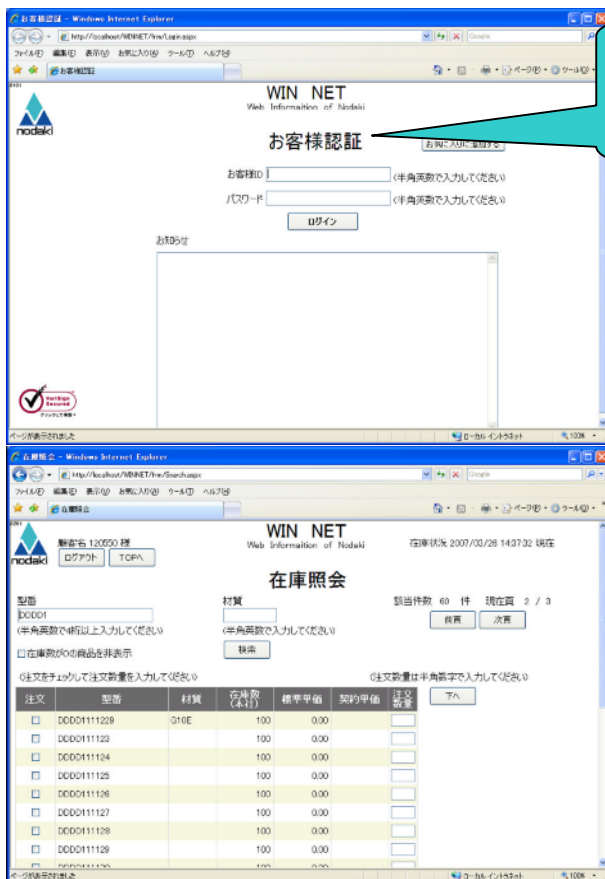 お客様認証 - Windows Internet Explorer
http://localhost/WINNET/frm/Login.aspx
Google
ファイル(F) 編集(E) 表示(V) お気に入り(A) ツール(T) ヘルプ(H)
お客様認証
ページ(P) ツール(O)
WIN NET
Web Informaition of Nodaki
nodaki
お客様認証
お気に入りに追加する
お客様ID
(半角英数で入力してください)
パスワード
(半角英数で入力してください)
ログイン
お知らせ
VeriSign
Secured
ページが表示されました
ローカル イントラネット
100%
在庫照会 - Windows Internet Explorer
http://localhost/WINNET/frm/Search.aspx
Google
ファイル(F) 編集(E) 表示(V) お気に入り(A) ツール(T) ヘルプ(H)
在庫照会
ページ(P) ツール(O)
顧客名 120550 様
WIN NET
在庫状況 2007/03/26 14:37:32 現在
nodaki
ログアウト TOPへ
Web Informaition of Nodaki
在庫照会
型番 材質 該当件数 60 件 現在頁 2 / 3
DDDD1
前頁 次頁
(半角英数で4桁以上入力してください) (半角英数で入力してください)
在庫数が0の商品を非表示 検索
(注文をチェックして注文数量を入力してください) (注文数量は半角数字で入力してください)
注文 型番 材質 在庫数(本社) 標準単価 契約単価 注文数量 下へ
DDDD1111229 G10E 100 0.00
DDDD111123 100 0.00
DDDD111124 100 0.00
DDDD111125 100 0.00
DDDD111126 100 0.00
DDDD111127 100 0.00
DDDD111128 100 0.00
DDDD111129 100 0.00
DDDD111130 100 0.00
ページが表示されました
ローカル イントラネット
100%